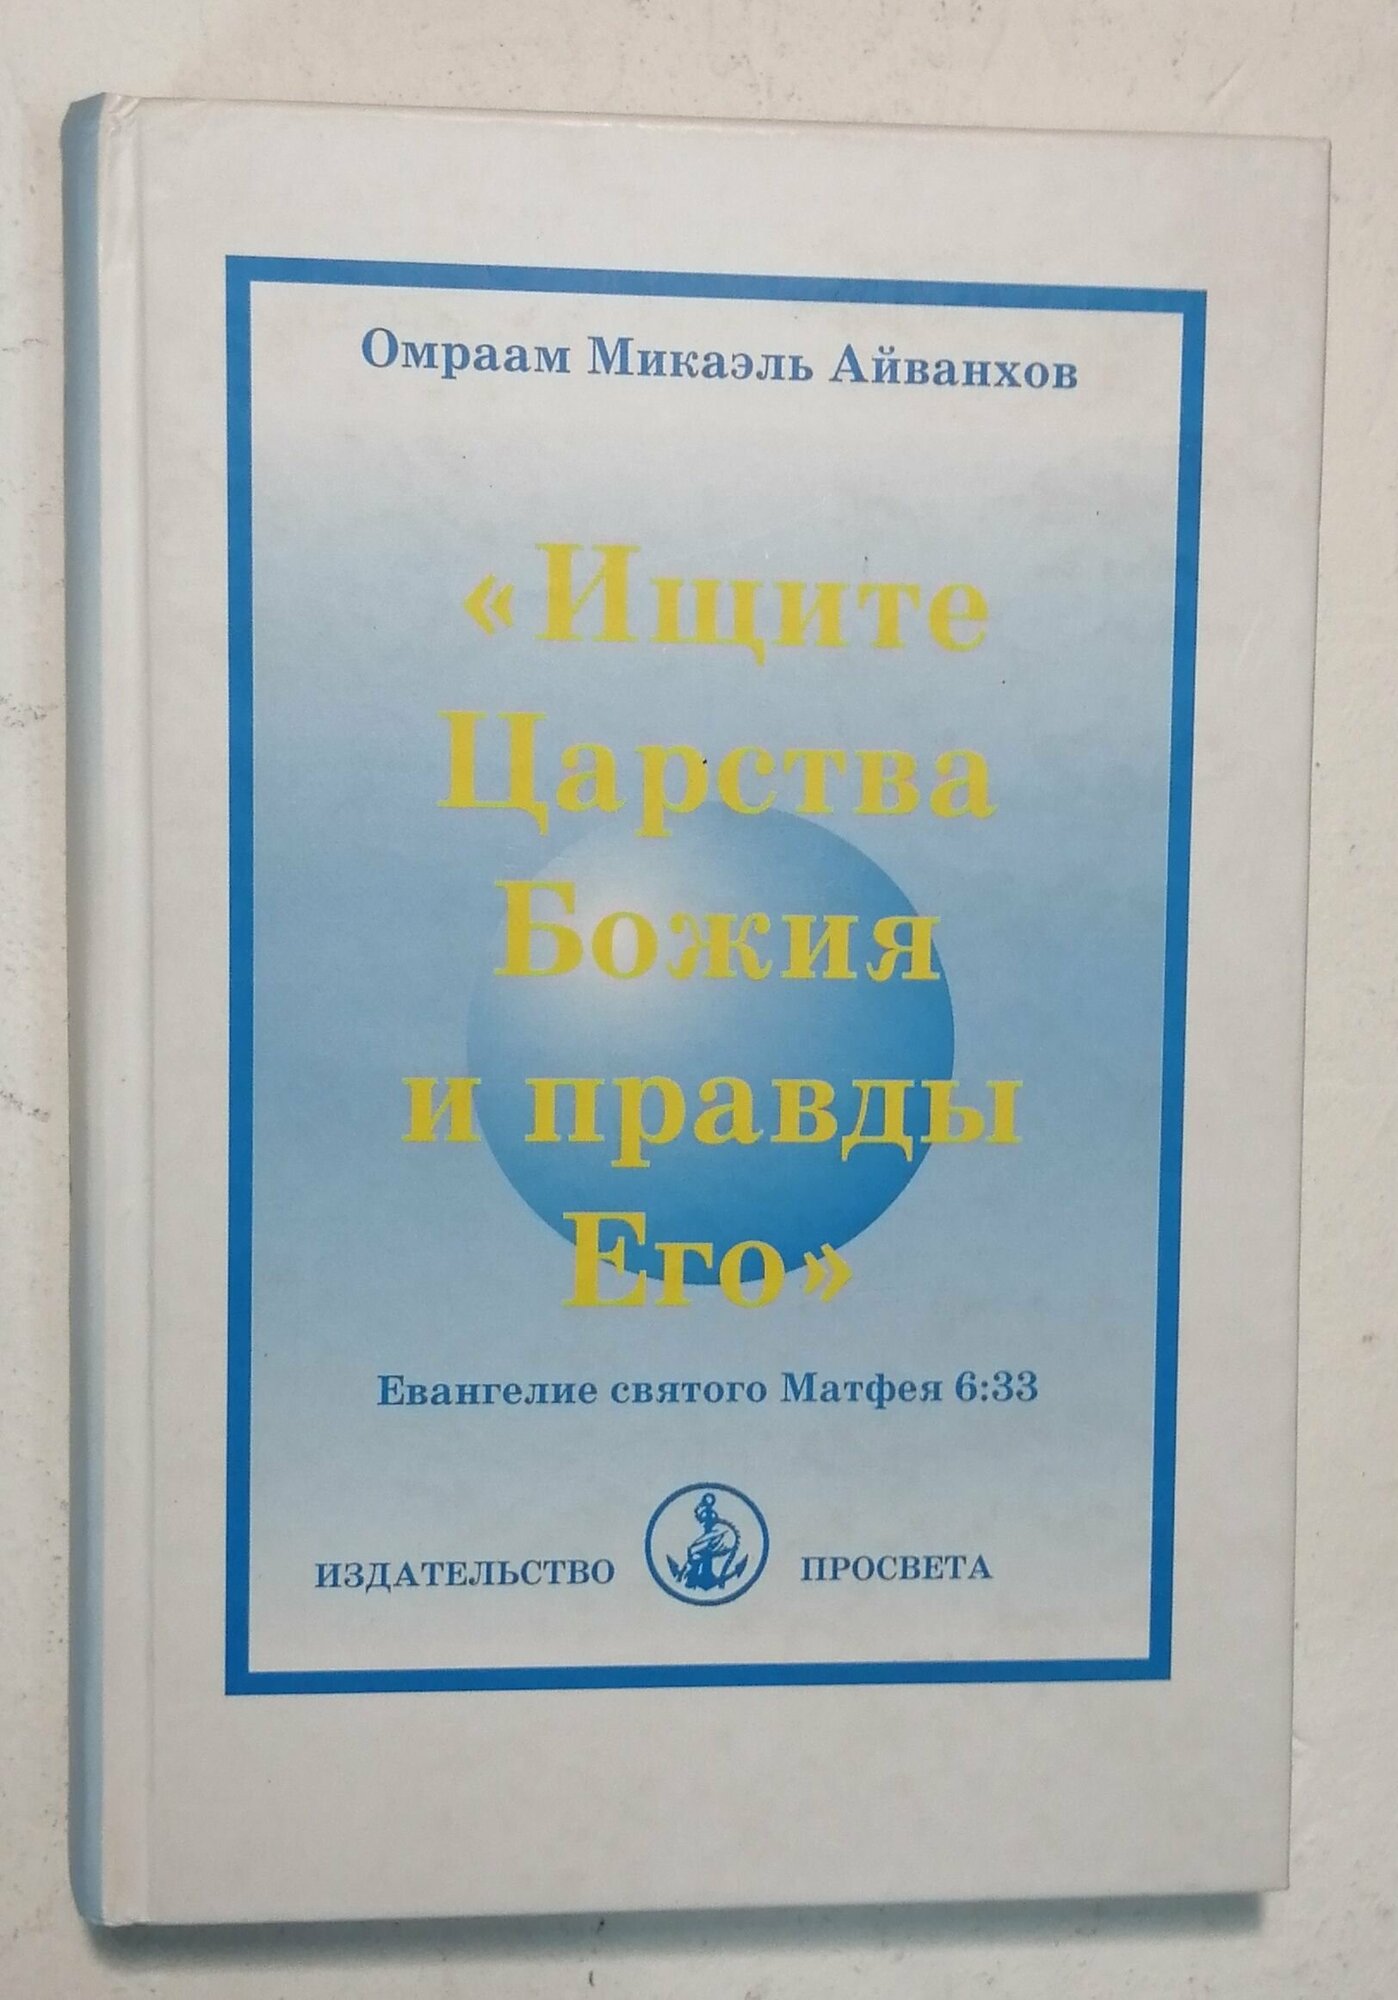 Омраам Микаэль Айванхов
«Ищите
Царства
Божия
и правды
Его»
Евангелие святого Матфея 6:33
ИЗДАТЕЛЬСТВО ПРОСВЕТА